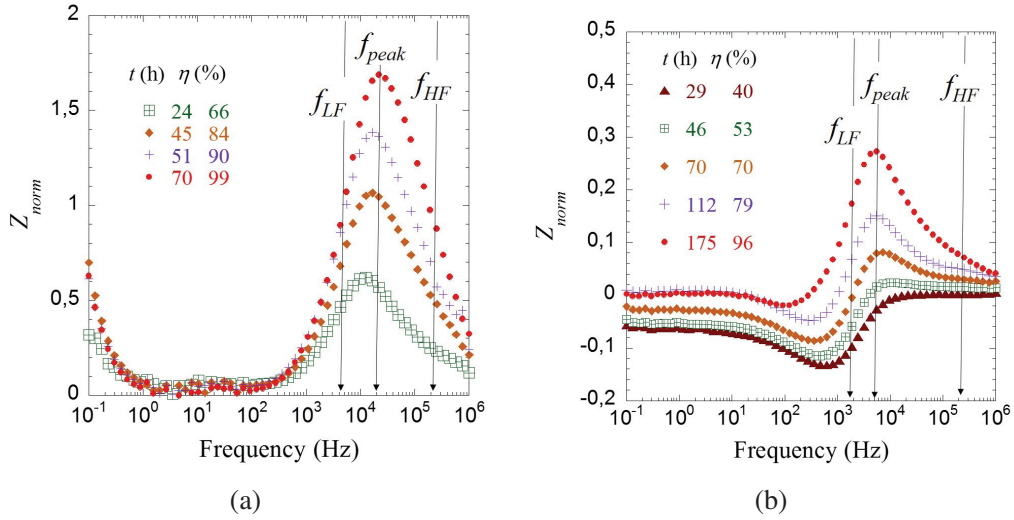 2
1,5
1
0,5
0
Z_norm
t (h) η (%)
24 66
45 84
51 90
70 99
f_LF
f_peak
f_HF
10^-1 10^0 10^1 10^2 10^3 10^4 10^5 10^6
Frequency (Hz)
(a)
0,5
0,4
0,3
0,2
0,1
0
-0,1
-0,2
Z_norm
t (h) η (%)
29 40
46 53
70 70
112 79
175 96
f_LF
f_peak
f_HF
10^-1 10^0 10^1 10^2 10^3 10^4 10^5 10^6
Frequency (Hz)
(b)